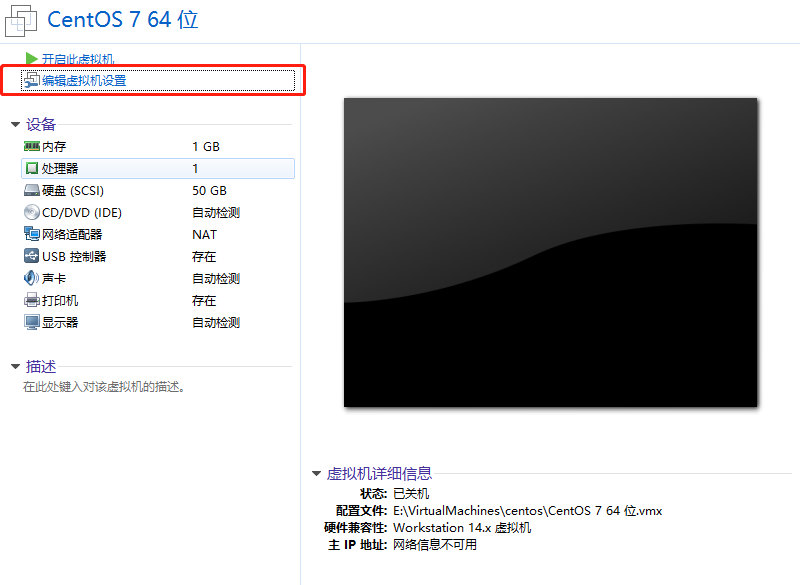 CentOS 7 64 位
开启此虚拟机
编辑虚拟机设置
设备
内存 1 GB
处理器 1
硬盘 (SCSI) 50 GB
CD/DVD (IDE) 自动检测
网络适配器 NAT
USB 控制器 存在
声卡 自动检测
打印机 存在
显示器 自动检测
描述
在此处键入对该虚拟机的描述。
虚拟机详细信息
状态: 已关机
配置文件: E:\VirtualMachines\centos\CentOS 7 64 位.vmx
硬件兼容性: Workstation 14.x 虚拟机
主 IP 地址: 网络信息不可用